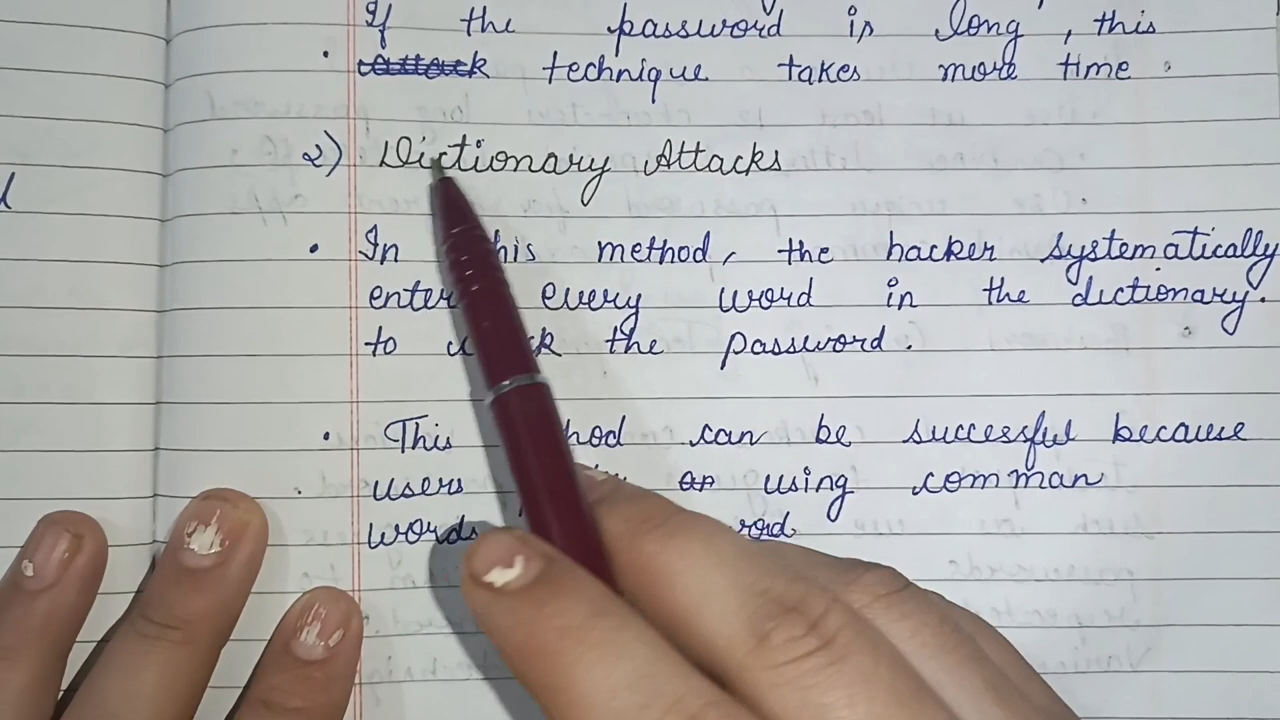 If the password is long, this
• technique takes more time.
2) Dictionary Attacks
• In this method, the hacker systematically
enter every word in the dictionary.
to the password.
• This can be successful because
users using comman
words